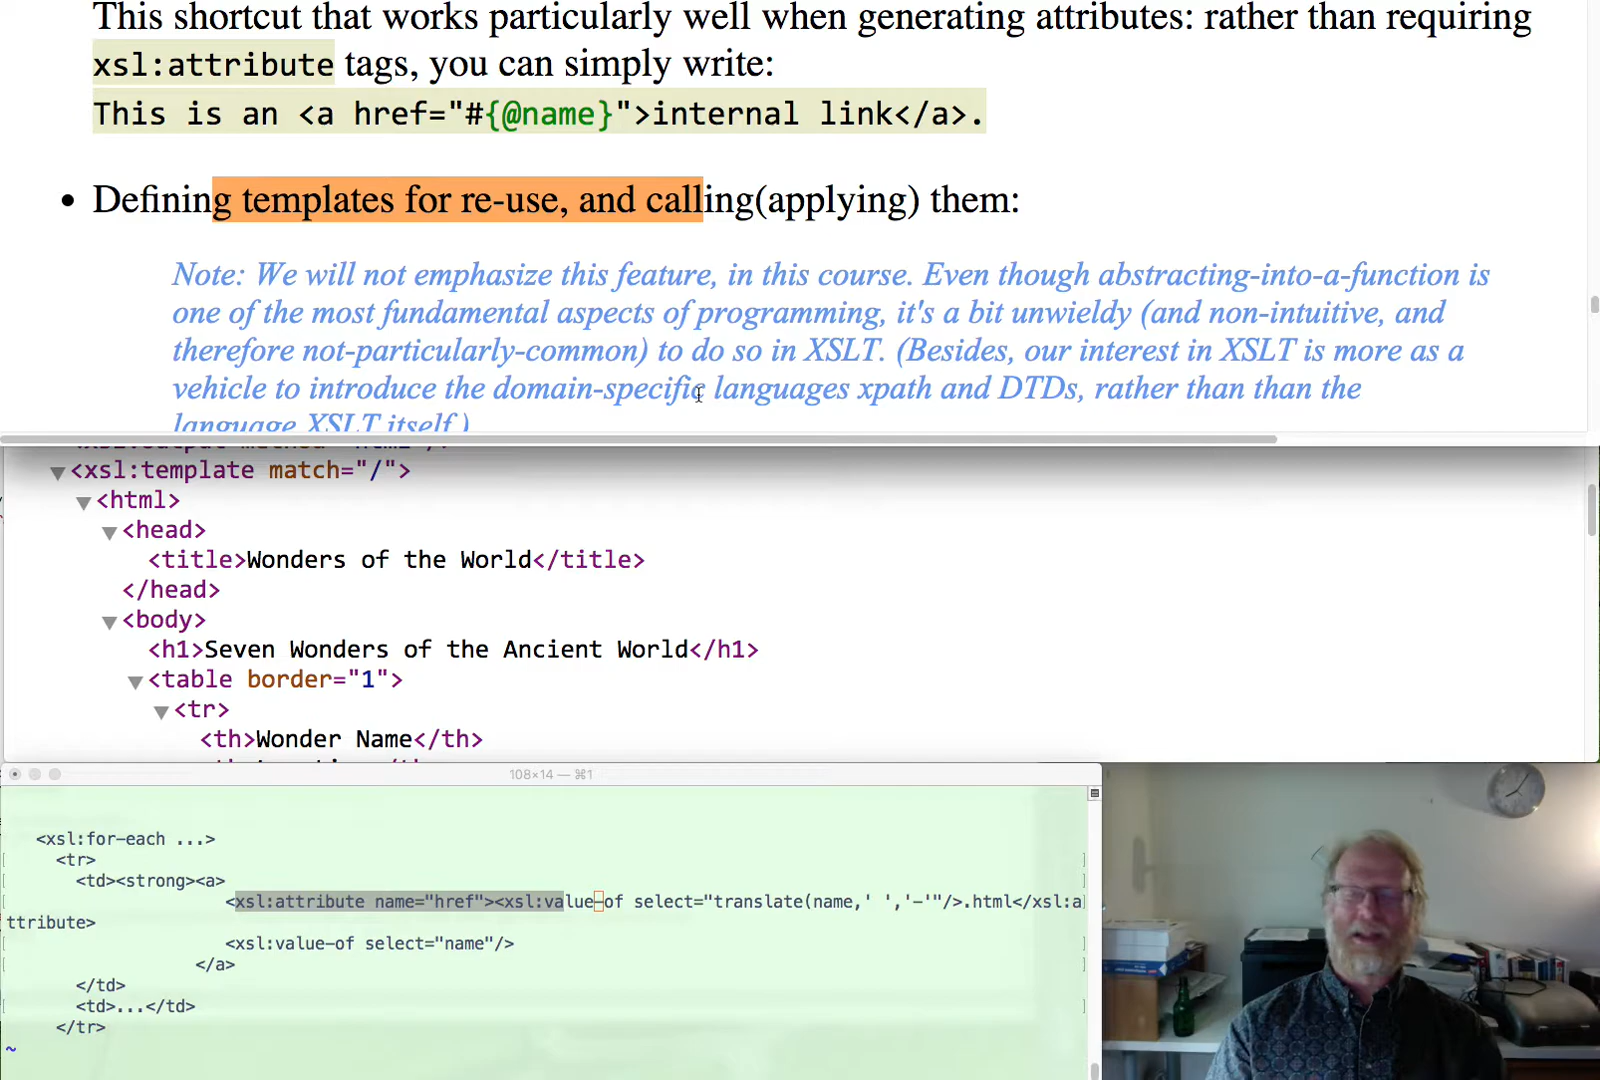 This shortcut that works particularly well when generating attributes: rather than requiring
xsl:attribute tags, you can simply write:
This is an <a href="#{@name}">internal link</a>.
• Defining templates for re-use, and calling(applying) them:
Note: We will not emphasize this feature, in this course. Even though abstracting-into-a-function is
one of the most fundamental aspects of programming, it's a bit unwieldy (and non-intuitive, and
therefore not-particularly-common) to do so in XSLT. (Besides, our interest in XSLT is more as a
vehicle to introduce the domain-specific languages xpath and DTDs, rather than than the
language XSLT itself.)
<xsl:output method="html"/>
<xsl:template match="/">
<html>
<head>
<title>Wonders of the World</title>
</head>
<body>
<h1>Seven Wonders of the Ancient World</h1>
<table border="1">
<tr>
<th>Wonder Name</th>
108×14 — ⌘1
<xsl:for-each ...>
<tr>
<td><strong><a>
<xsl:attribute name="href"><xsl:value-of select="translate(name,' ','-'"/>.html</xsl:a
ttribute>
<xsl:value-of select="name"/>
</a>
</td>
<td>...</td>
</tr>
~